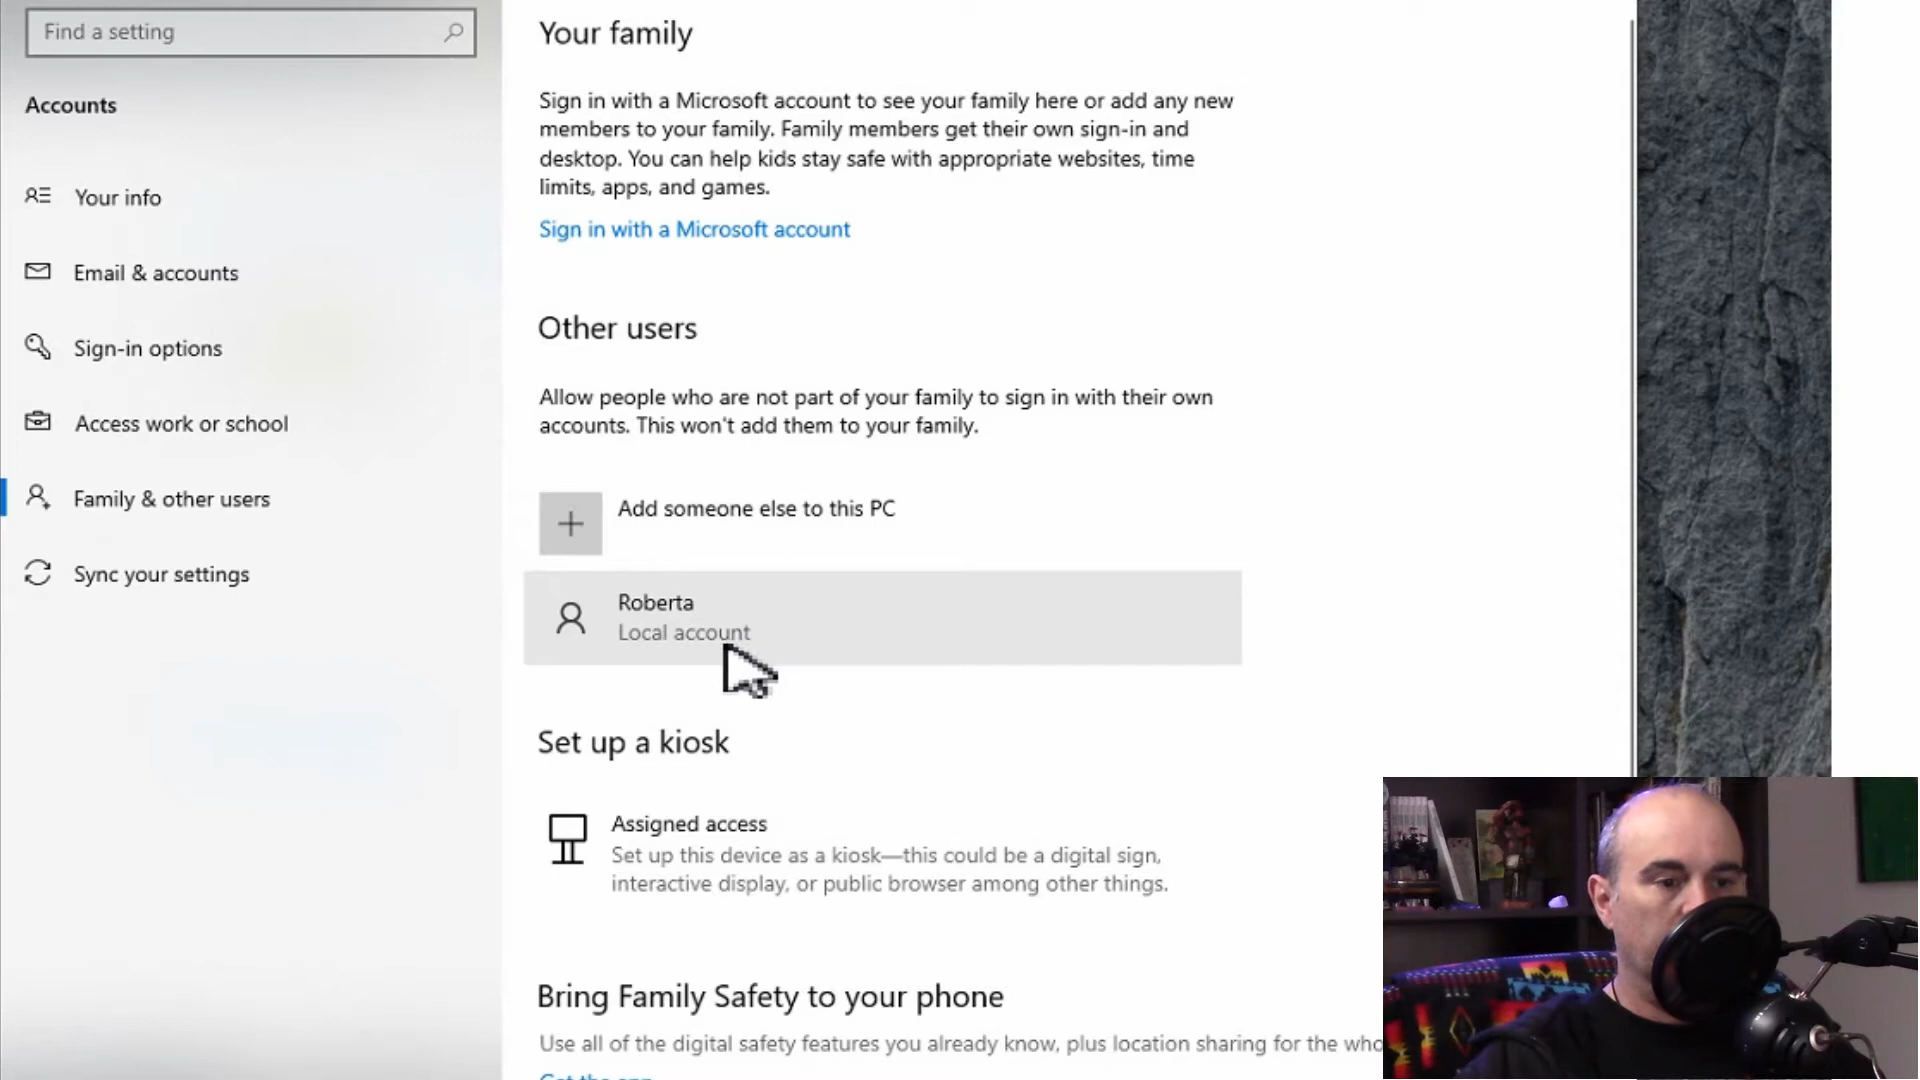 Find a setting
Accounts
Your info
Email & accounts
Sign-in options
Access work or school
Family & other users
Sync your settings
Your family
Sign in with a Microsoft account to see your family here or add any new
members to your family. Family members get their own sign-in and
desktop. You can help kids stay safe with appropriate websites, time
limits, apps, and games.
Sign in with a Microsoft account
Other users
Allow people who are not part of your family to sign in with their own
accounts. This won't add them to your family.
Add someone else to this PC
Roberta
Local account
Set up a kiosk
Assigned access
Set up this device as a kiosk—this could be a digital sign,
interactive display, or public browser among other things.
Bring Family Safety to your phone
Use all of the digital safety features you already know, plus location sharing for the who
Get the app